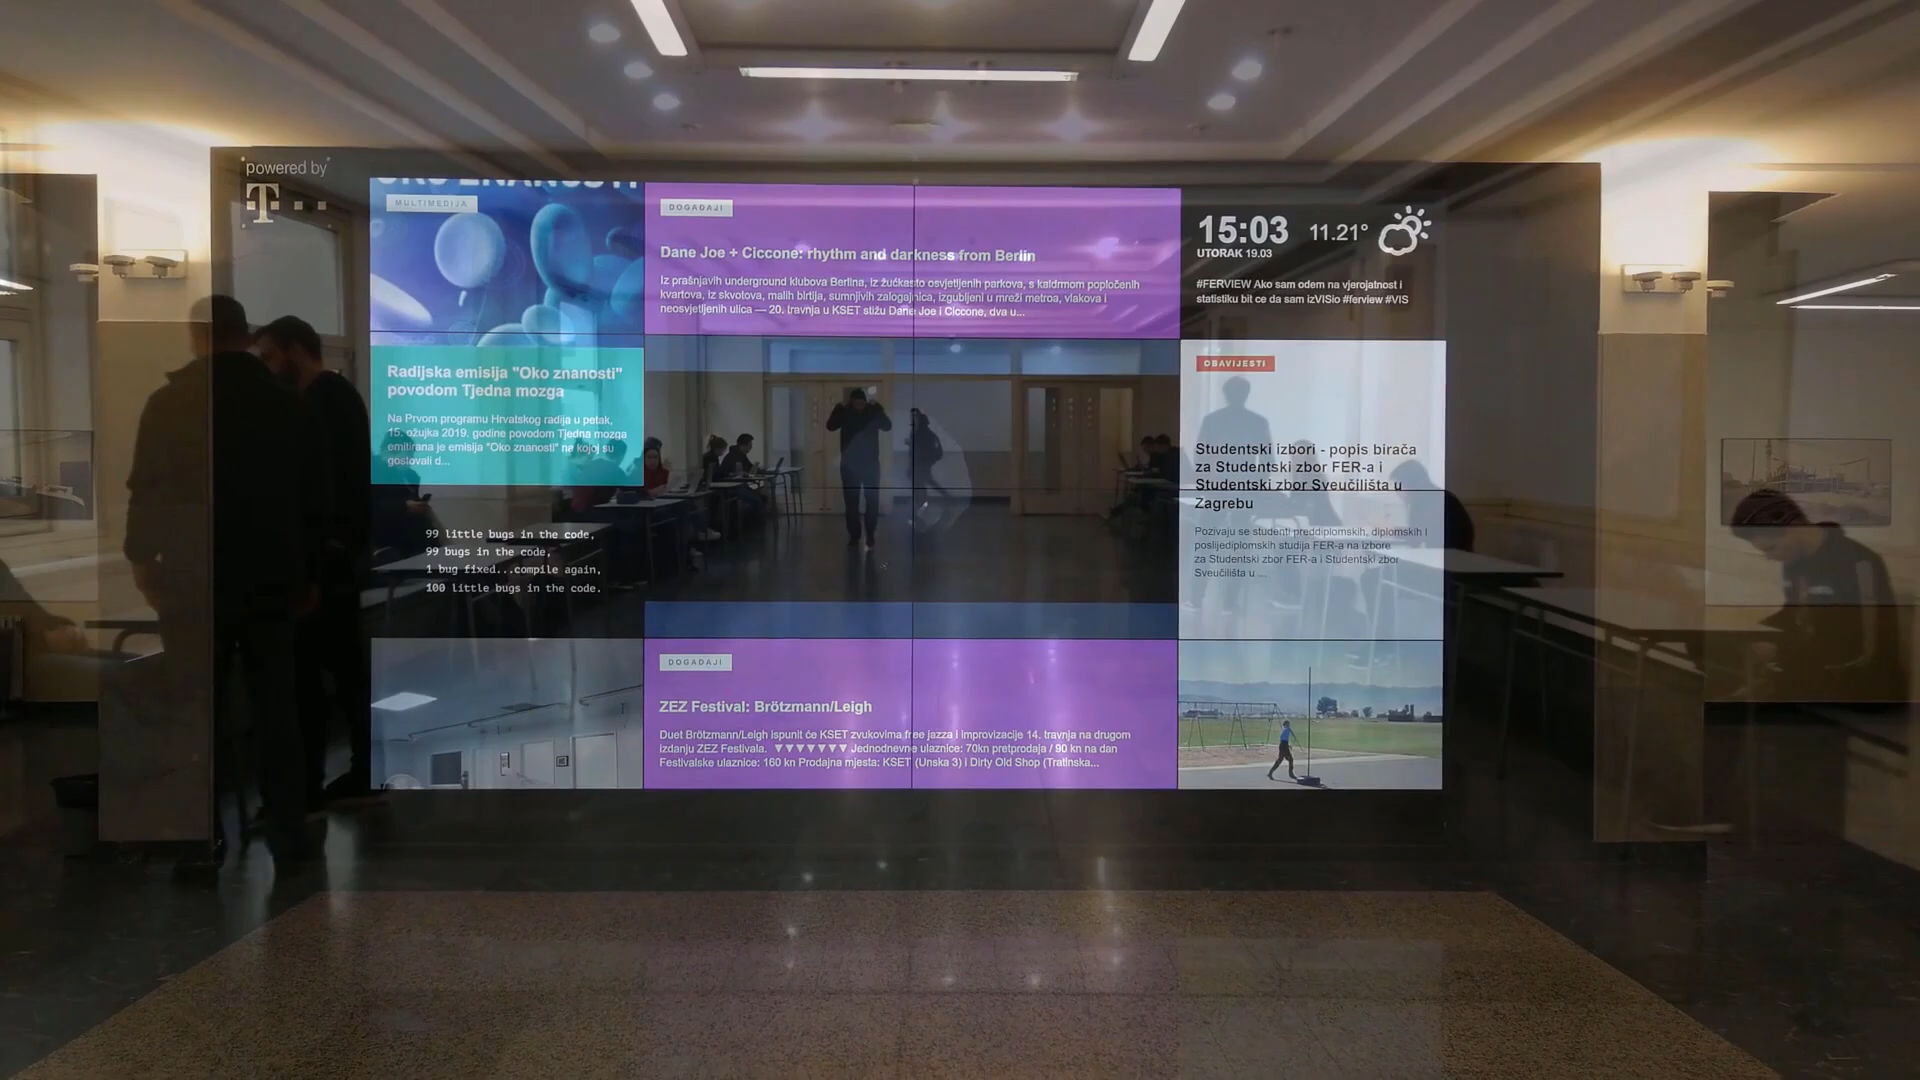 powered by
T
OKO ZNANOSTI
MULTIMEDIJA
Radijska emisija "Oko znanosti"
povodom Tjedna mozga
Na Prvom programu Hrvatskog radija u petak,
15. ožujka 2019. godine povodom Tjedna mozga
emitirana je emisija "Oko znanosti" na kojoj su
gostovali d...
99 little bugs in the code,
99 bugs in the code,
1 bug fixed...compile again,
100 little bugs in the code.
DOGAĐAJI
Dane Joe + Ciccone: rhythm and darkness from Berlin
Iz prašnjavih underground klubova Berlina, iz žućkasto osvjetljenih parkova, s kaldrmom popločenih
kvartova, iz skvotova, malih birtija, sumnjivih zalogajnica, izgubljeni u mreži metroa, vlakova i
neosvjetljenih ulica — 20. travnja u KSET stižu Dane Joe i Ciccone, dva u...
DOGAĐAJI
ZEZ Festival: Brötzmann/Leigh
Duet Brötzmann/Leigh ispunit će KSET zvukovima free jazza i improvizacije 14. travnja na drugom
izdanju ZEZ Festivala. ▼▼▼▼▼▼▼ Jednodnevne ulaznice: 70kn pretprodaja / 90 kn na dan
Festivalske ulaznice: 160 kn Prodajna mjesta: KSET (Unska 3) i Dirty Old Shop (Tratinska...
15:03 11.21°
UTORAK 19.03
#FERVIEW Ako sam odem na vjerojatnost i
statistiku bit ce da sam izVISio #ferview #VIS
OBAVIJESTI
Studentski izbori - popis birača
za Studentski zbor FER-a i
Studentski zbor Sveučilišta u
Zagrebu
Pozivaju se studenti preddiplomskih, diplomskih i
poslijediplomskih studija FER-a na izbore
za Studentski zbor FER-a i Studentski zbor
Sveučilišta u ...